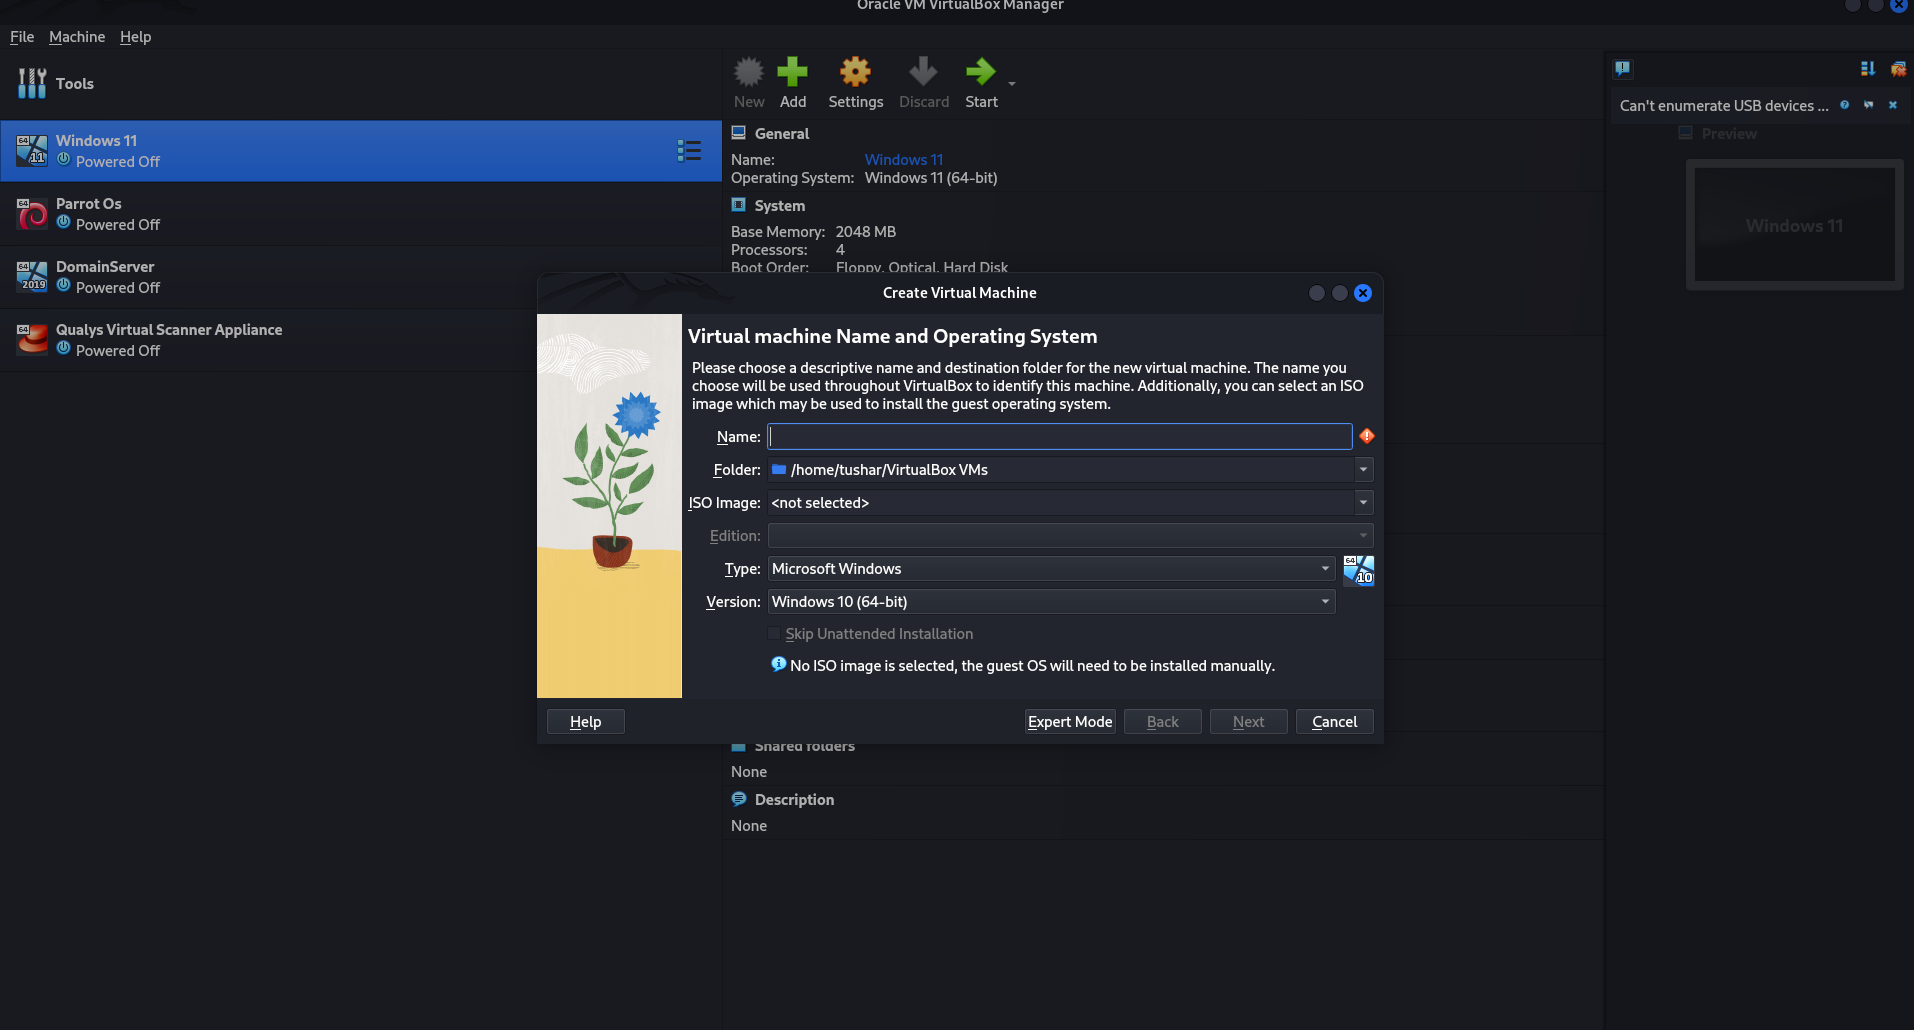 Oracle VM VirtualBox Manager
File Machine Help
Tools
New Add Settings Discard Start
Windows 11
Powered Off
Parrot Os
Powered Off
DomainServer
Powered Off
Qualys Virtual Scanner Appliance
Powered Off
General
Name: Windows 11
Operating System: Windows 11 (64-bit)
System
Base Memory: 2048 MB
Processors: 4
Boot Order: Floppy, Optical, Hard Disk
Can't enumerate USB devices ...
Preview
Windows 11
Create Virtual Machine
Virtual machine Name and Operating System
Please choose a descriptive name and destination folder for the new virtual machine. The name you
choose will be used throughout VirtualBox to identify this machine. Additionally, you can select an ISO
image which may be used to install the guest operating system.
Name:
Folder: /home/tushar/VirtualBox VMs
ISO Image: <not selected>
Edition:
Type: Microsoft Windows
64
10
Version: Windows 10 (64-bit)
Skip Unattended Installation
No ISO image is selected, the guest OS will need to be installed manually.
Help Expert Mode Back Next Cancel
Shared folders
None
Description
None
64
11
64
64
2019
64